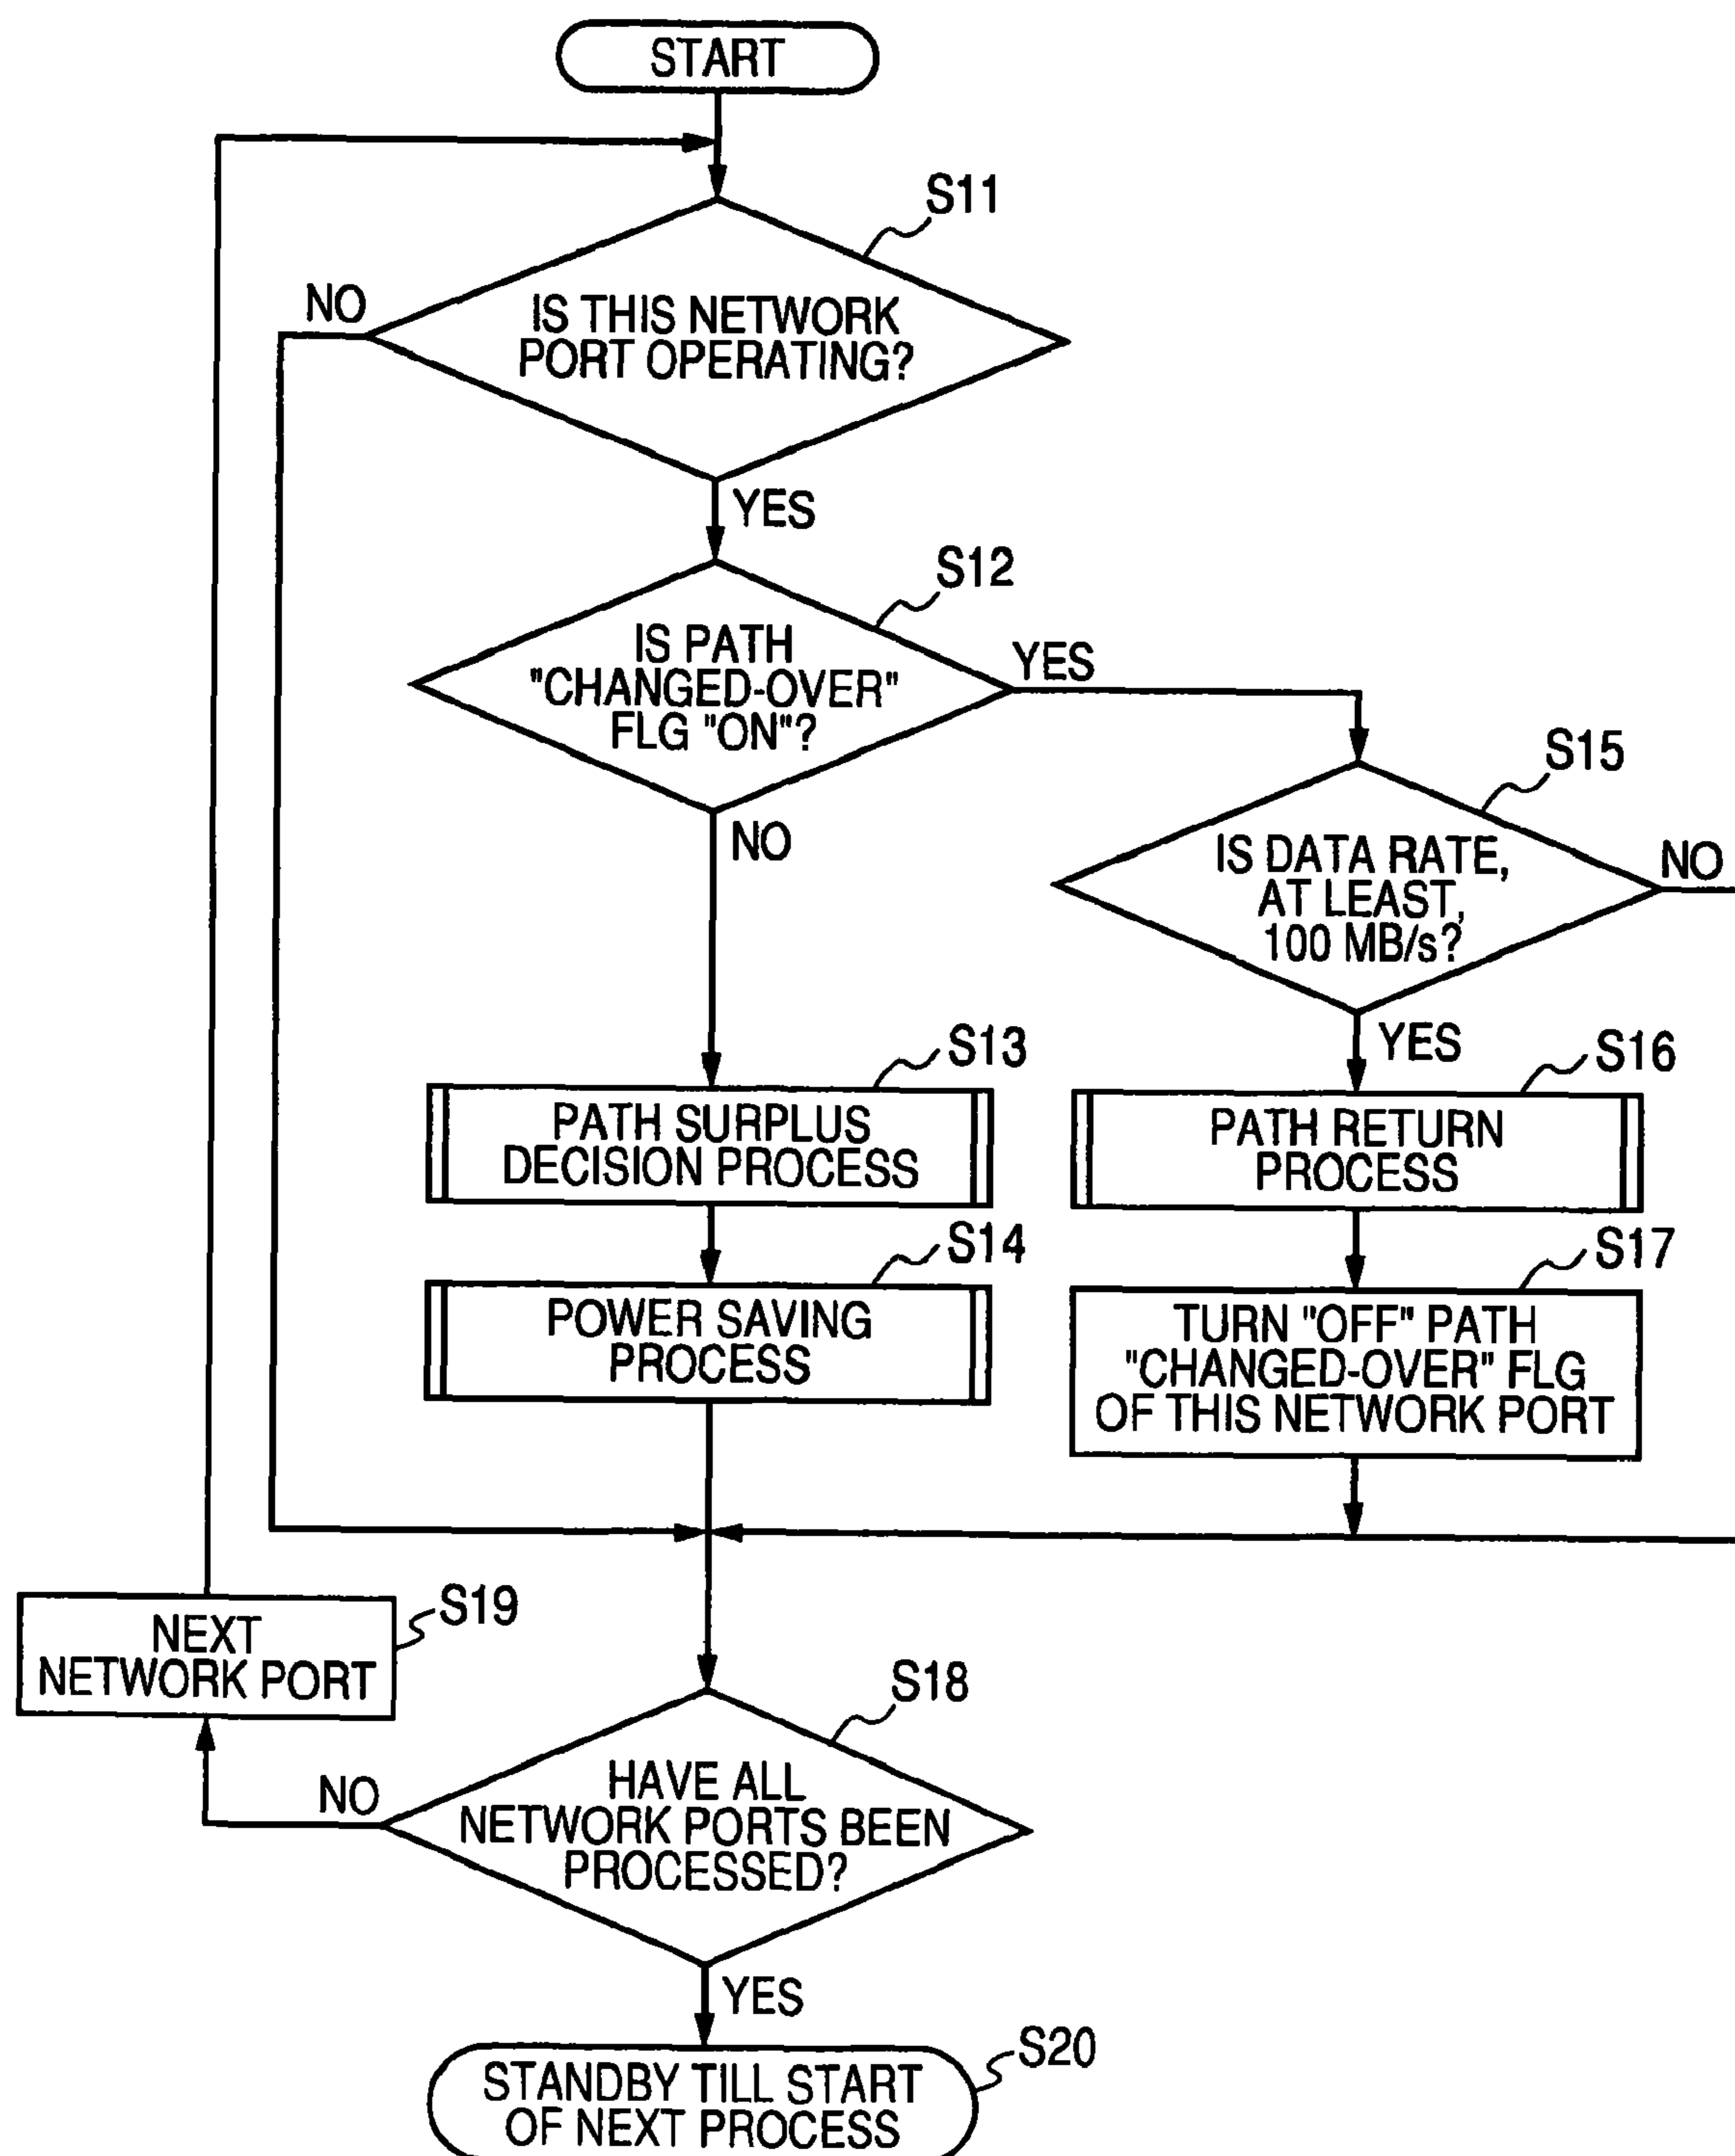 START
S11
NO
IS THIS NETWORK
PORT OPERATING?
YES
S12
IS PATH
"CHANGED-OVER"
FLG "ON"?
YES
NO
S15
IS DATA RATE,
AT LEAST,
100 MB/s?
NO
YES
S13
PATH SURPLUS
DECISION PROCESS
S16
PATH RETURN
PROCESS
S14
POWER SAVING
PROCESS
S17
TURN "OFF" PATH
"CHANGED-OVER" FLG
OF THIS NETWORK PORT
S19
NEXT
NETWORK PORT
S18
HAVE ALL
NETWORK PORTS BEEN
PROCESSED?
NO
YES
S20
STANDBY TILL START
OF NEXT PROCESS